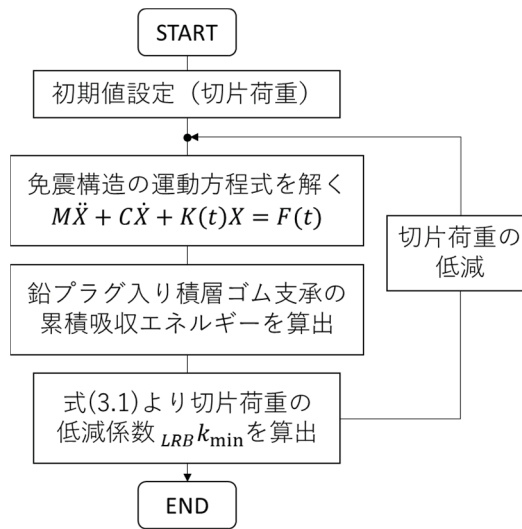 START
初期値設定（切片荷重）
免震構造の運動方程式を解く
MẌ + CẊ + K(t)X = F(t)
鉛プラグ入り積層ゴム支承の
累積吸収エネルギーを算出
式(3.1)より切片荷重の
低減係数 LRB kmin を算出
END
切片荷重の
低減